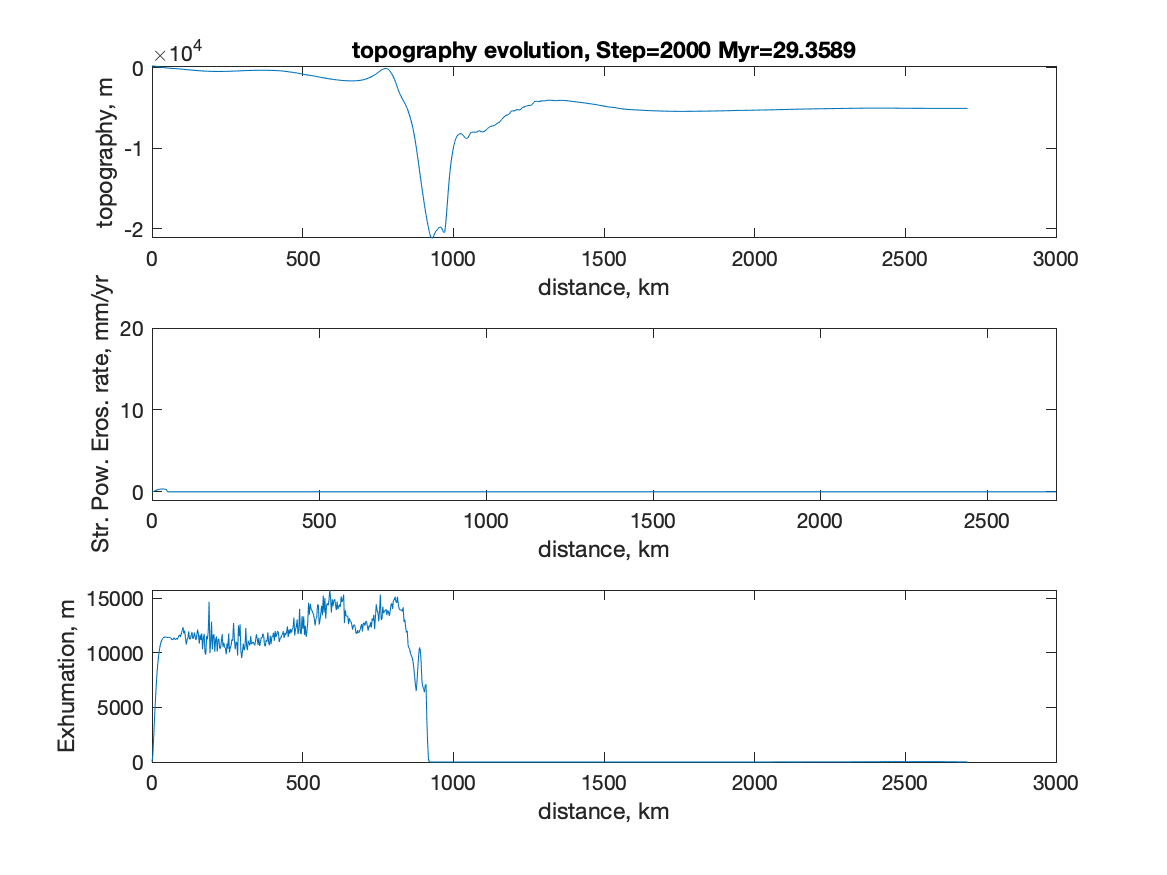 topography evolution, Step=2000 Myr=29.3589
×10⁴
0
-1
-2
topography, m
0 500 1000 1500 2000 2500 3000
distance, km
20
10
0
Str. Pow. Eros. rate, mm/yr
0 500 1000 1500 2000 2500
distance, km
15000
10000
5000
0
Exhumation, m
0 500 1000 1500 2000 2500 3000
distance, km